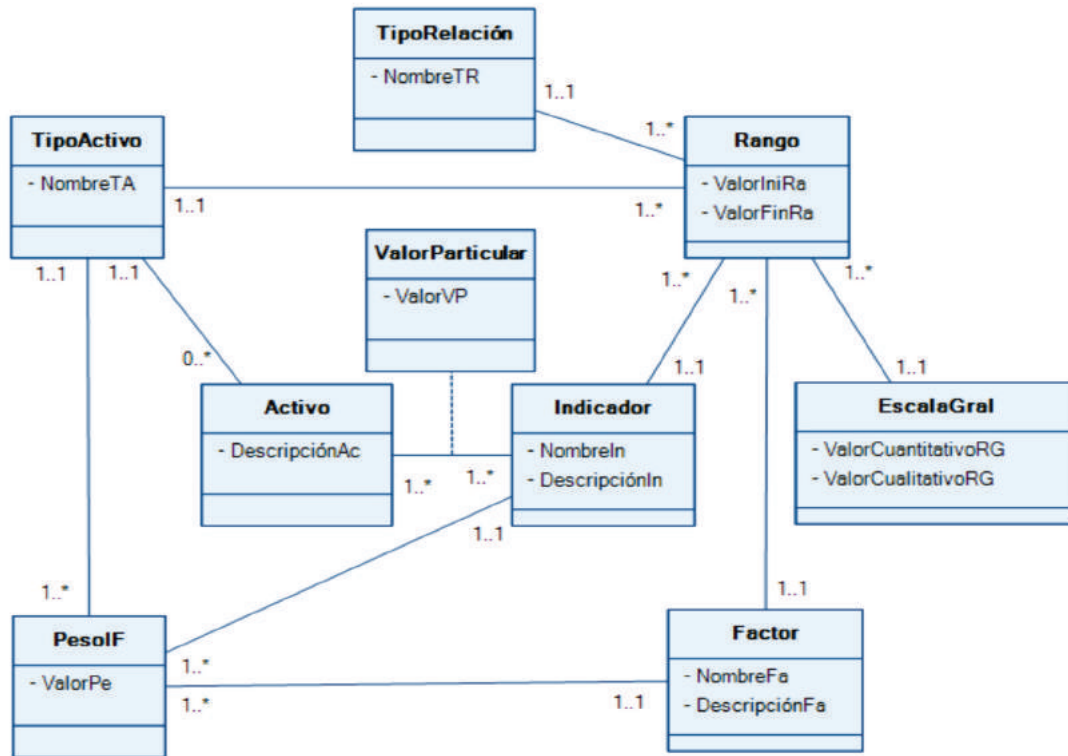 TipoRelación
- NombreTR
1..1
1..*
TipoActivo
- NombreTA
Rango
- ValorIniRa
- ValorFinRa
1..1
1..*
1..1
1..1
ValorParticular
- ValorVP
1..*
1..*
1..*
0..*
1..1
1..1
Activo
- DescripciónAc
Indicador
- NombreIn
- DescripciónIn
EscalaGral
- ValorCuantitativoRG
- ValorCualitativoRG
1..*
1..*
1..1
1..*
1..1
PesoIF
- ValorPe
Factor
- NombreFa
- DescripciónFa
1..*
1..*
1..1